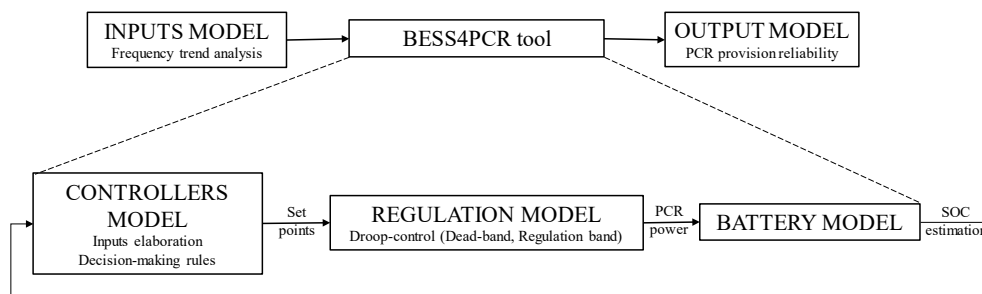 INPUTS MODEL
Frequency trend analysis
BESS4PCR tool
OUTPUT MODEL
PCR provision reliability
CONTROLLERS
MODEL
Inputs elaboration
Decision-making rules
Set
points
REGULATION MODEL
Droop-control (Dead-band, Regulation band)
PCR
power
BATTERY MODEL
SOC
estimation